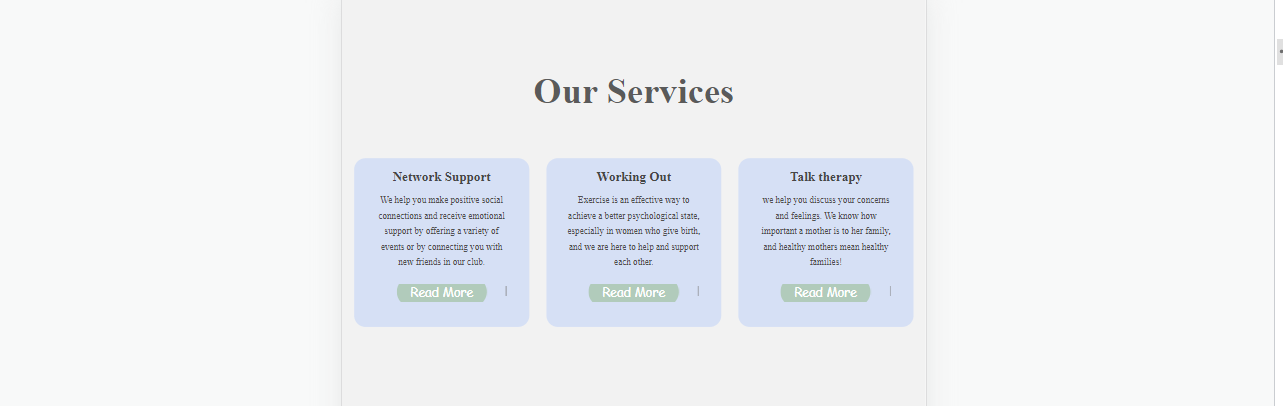 Our Services
Network Support
We help you make positive social
connections and receive emotional
support by offering a variety of
events or by connecting you with
new friends in our club.
Read More
Working Out
Exercise is an effective way to
achieve a better psychological state,
especially in women who give birth,
and we are here to help and support
each other.
Read More
Talk therapy
we help you discuss your concerns
and feelings. We know how
important a mother is to her family,
and healthy mothers mean healthy
families!
Read More